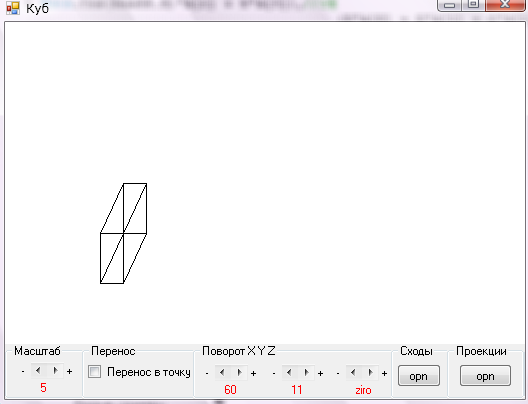 Куб
Масштаб Перенос Поворот X Y Z Сходы Проекции
- + Перенос в точку - + - + - + opn opn
5 60 11 ziro